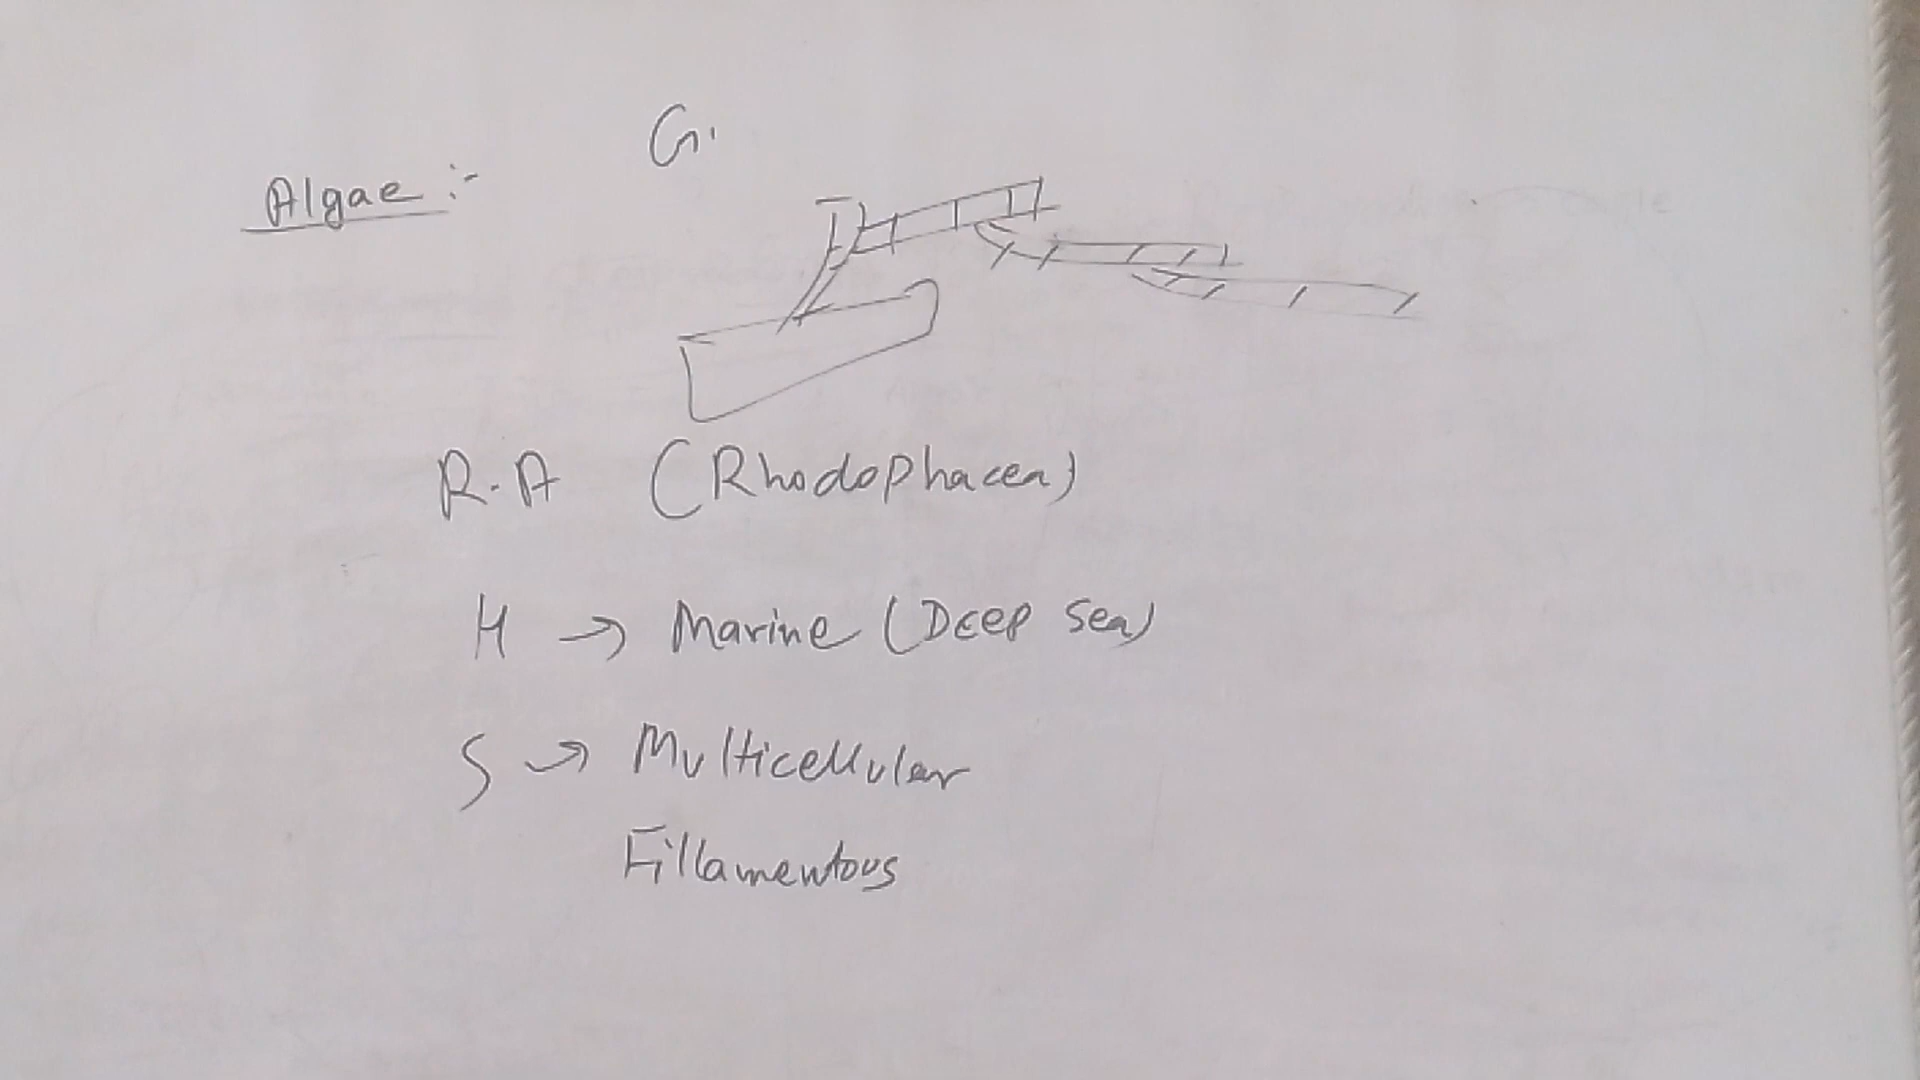 G.
Algae :-
R.A (Rhodophacea)
H → Marine (Deep sea)
S → Multicellular
Fillamentous